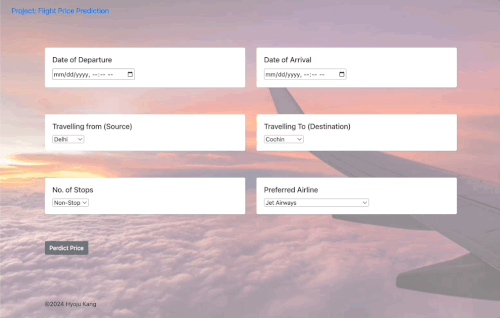 Project: Flight Price Prediction
Date of Departure
Date of Arrival
mm/dd/yyyy, --:-- --
mm/dd/yyyy, --:-- --
Travelling from (Source)
Travelling To (Destination)
Delhi
Cochin
No. of Stops
Preferred Airline
Non-Stop
Jet Airways
Perdict Price
©2024 Hyoju Kang